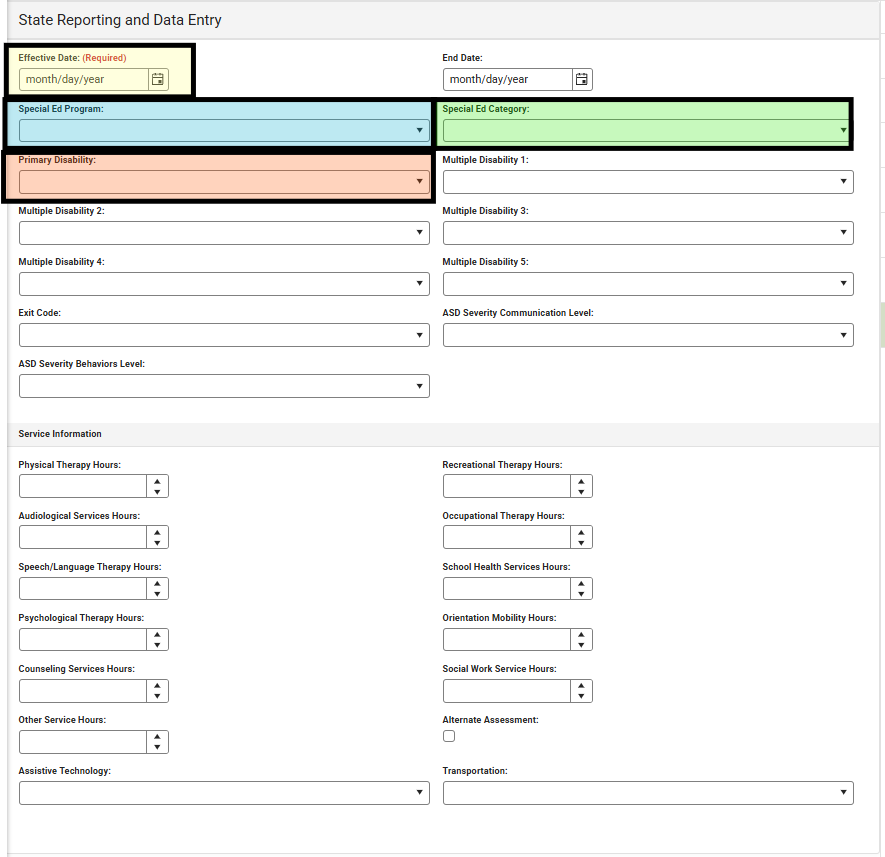 State Reporting and Data Entry
Effective Date: (Required) End Date:
month/day/year month/day/year
Special Ed Program: Special Ed Category:
Primary Disability: Multiple Disability 1:
Multiple Disability 2: Multiple Disability 3:
Multiple Disability 4: Multiple Disability 5:
Exit Code: ASD Severity Communication Level:
ASD Severity Behaviors Level:
Service Information
Physical Therapy Hours: Recreational Therapy Hours:
Audiological Services Hours: Occupational Therapy Hours:
Speech/Language Therapy Hours: School Health Services Hours:
Psychological Therapy Hours: Orientation Mobility Hours:
Counseling Services Hours: Social Work Service Hours:
Other Service Hours: Alternate Assessment:
Assistive Technology: Transportation: